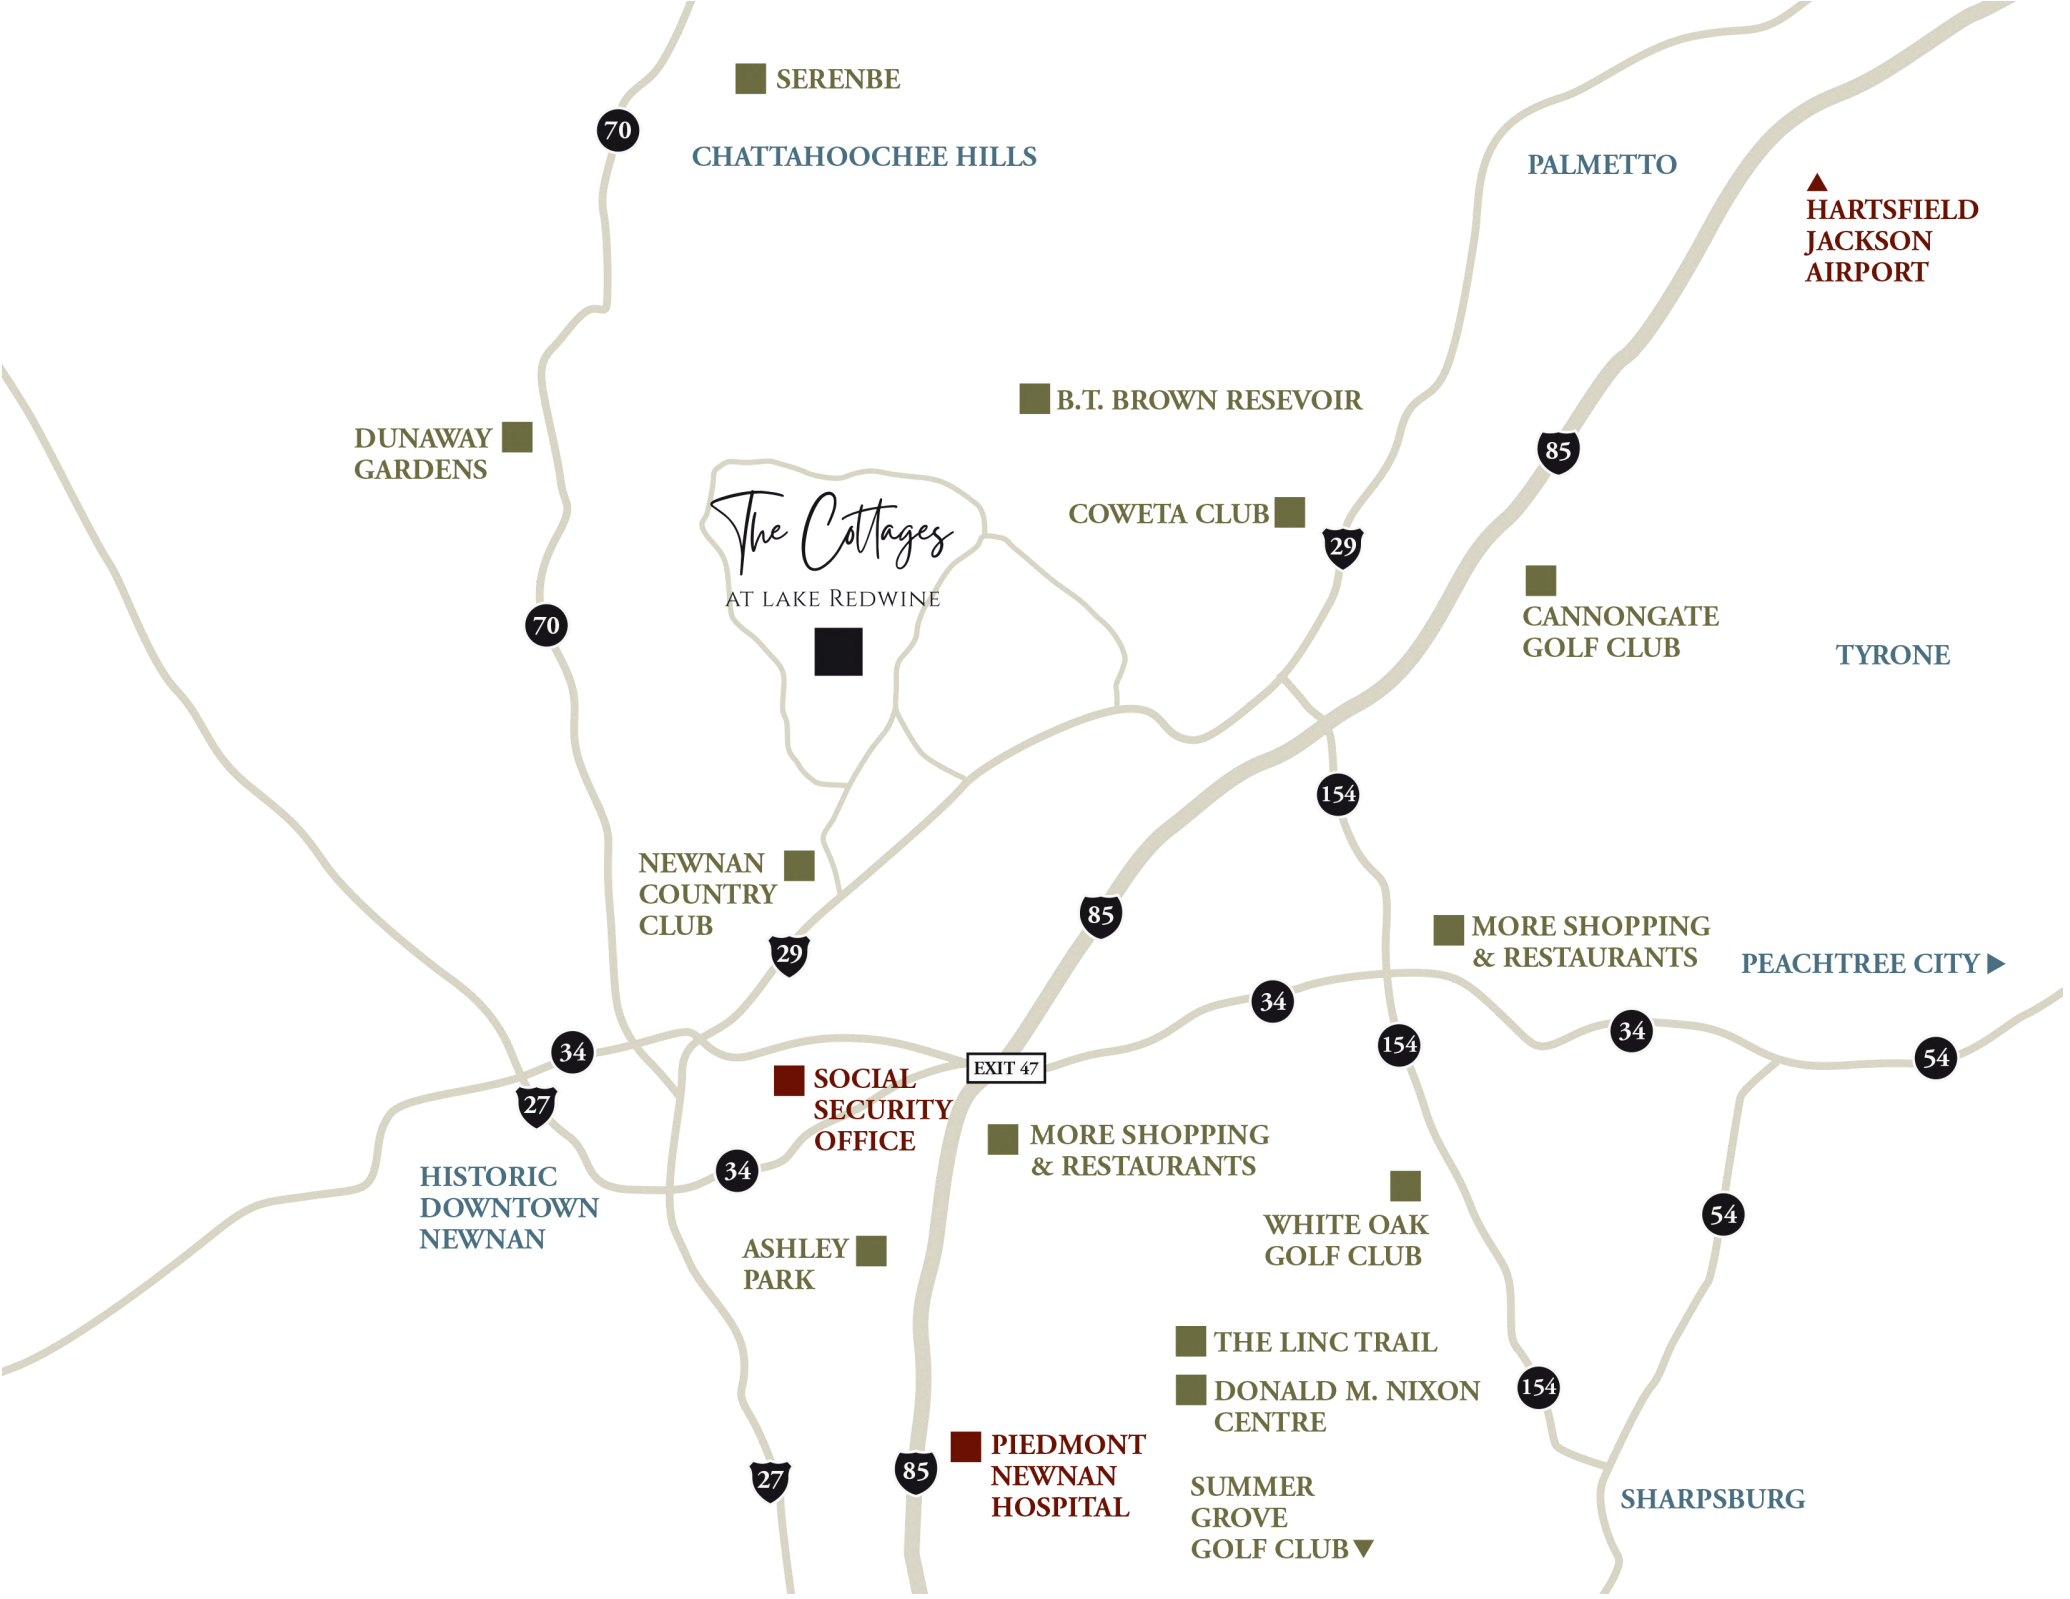 SERENBE
70
CHATTAHOOCHEE HILLS
PALMETTO
HARTSFIELD
JACKSON
AIRPORT
B.T. BROWN RESEVOIR
DUNAWAY
GARDENS
85
COWETA CLUB
29
The Cottages
AT LAKE REDWINE
CANNONGATE
GOLF CLUB
70
TYRONE
154
NEWNAN
COUNTRY
CLUB
85
MORE SHOPPING
& RESTAURANTS
29
PEACHTREE CITY
34
34
34
154
54
EXIT 47
SOCIAL
SECURITY
OFFICE
27
MORE SHOPPING
& RESTAURANTS
34
HISTORIC
DOWNTOWN
NEWNAN
WHITE OAK
GOLF CLUB
54
ASHLEY
PARK
THE LINC TRAIL
DONALD M. NIXON
CENTRE
154
PIEDMONT
NEWNAN
HOSPITAL
27
85
SUMMER
GROVE
GOLF CLUB
SHARPSBURG